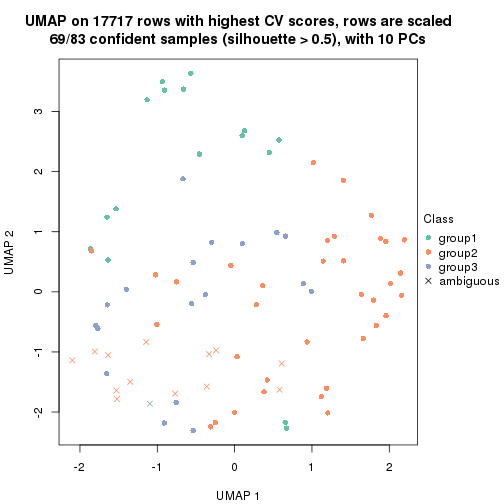 UMAP on 17717 rows with highest CV scores, rows are scaled
69/83 confident samples (silhouette > 0.5), with 10 PCs
3
2
1
0
-1
-2
UMAP 2
-2
-1
0
1
2
UMAP 1
Class
group1
group2
group3
ambiguous